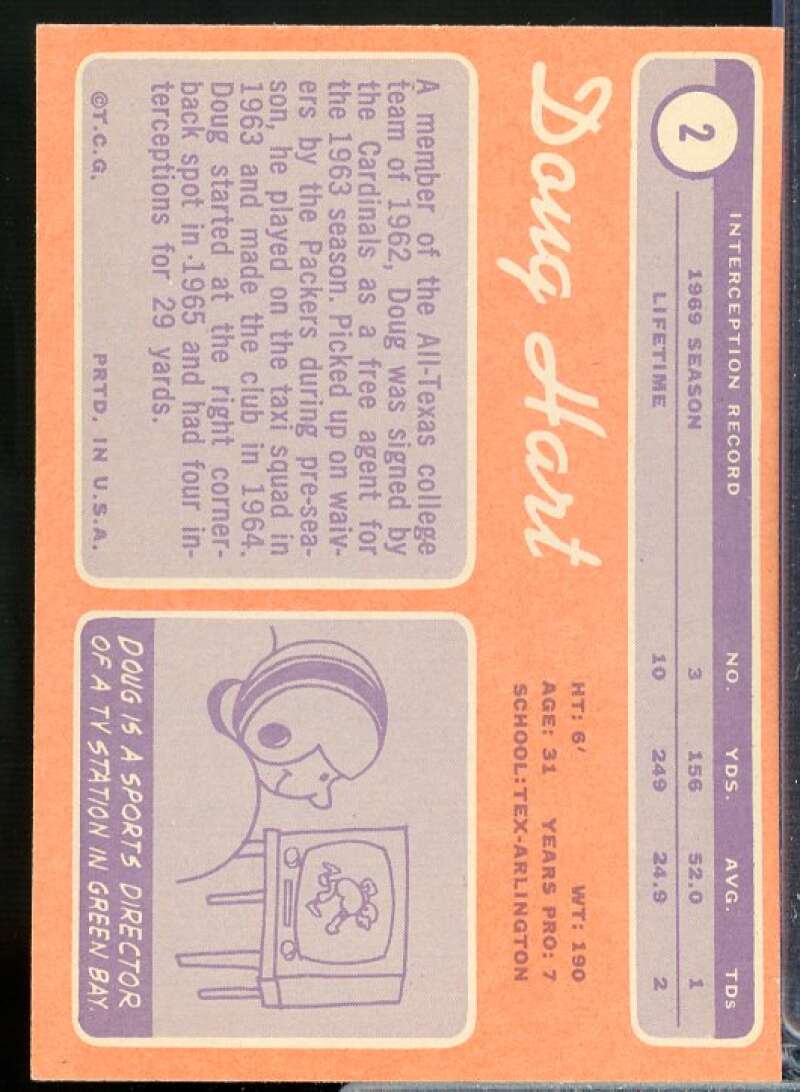 2
INTERCEPTION RECORD NO. YDS. AVG. TDs
1969 SEASON 3 156 52.0 1
LIFETIME 10 249 24.9 2
Doug Hart
HT: 6' WT: 190
AGE: 31 YEARS PRO: 7
SCHOOL: TEX-ARLINGTON
A member of the All-Texas college
team of 1962, Doug was signed by
the Cardinals as a free agent for
the 1963 season. Picked up on waiv-
ers by the Packers during pre-sea-
son, he played on the taxi squad in
1963 and made the club in 1964.
Doug started at the right corner-
back spot in 1965 and had four in-
terceptions for 29 yards.
©T.C.G. PRTD. IN U.S.A.
DOUG IS A SPORTS DIRECTOR
OF A TV STATION IN GREEN BAY.